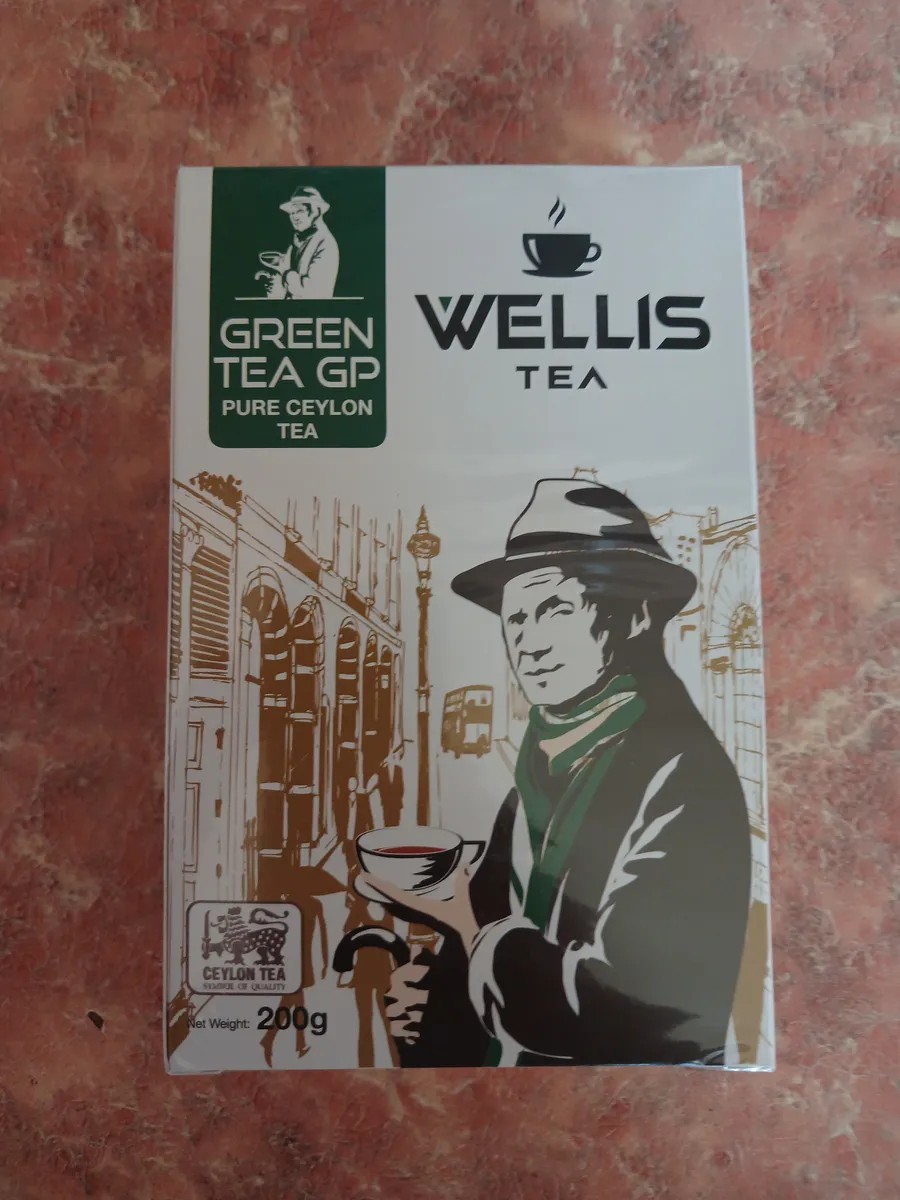 GREEN
TEA GP
PURE CEYLON
TEA
WELLIS
TEA
CEYLON TEA
SYMBOL OF QUALITY
Net Weight: 200g